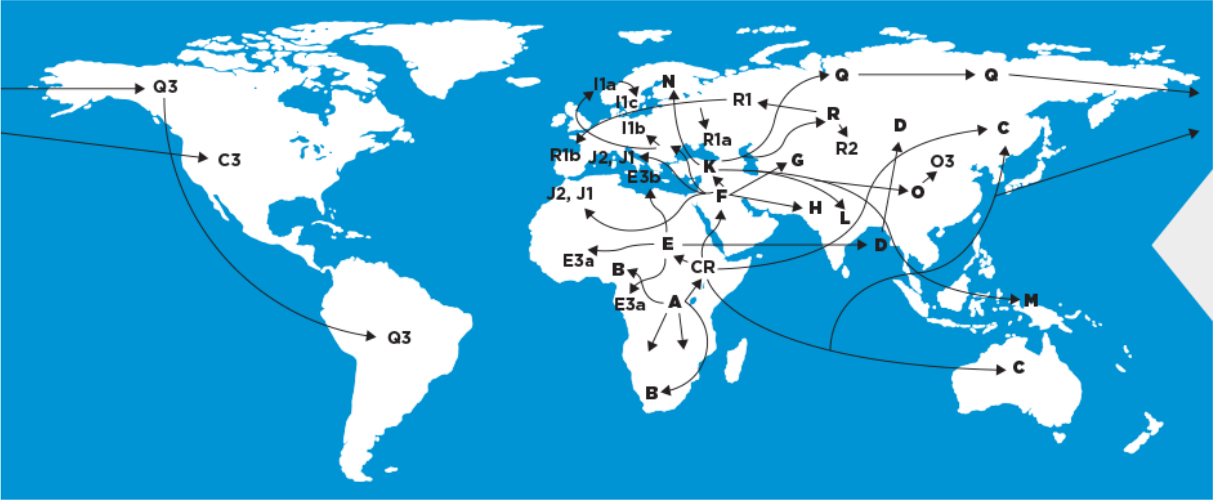 Q3
C3
Q3
I1a
I1c
N
R1
Q
Q
I1b
R1a
R
R2
D
C
R1b
J2, J1
E3b
K
G
O3
O
J2, J1
F
H
L
E3a
E
D
B
CR
E3a
A
M
B
C